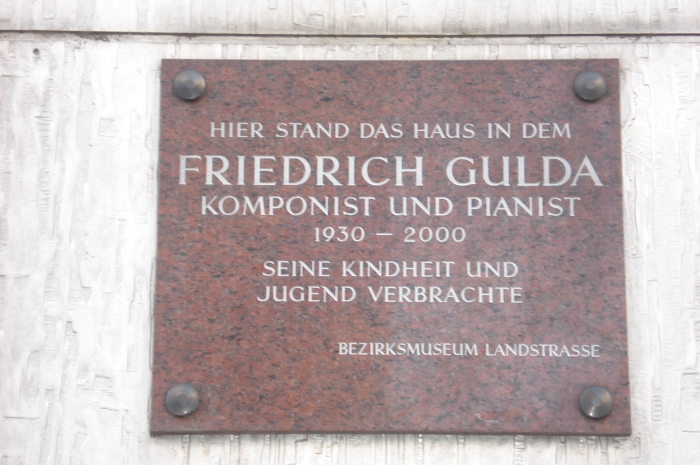 HIER STAND DAS HAUS IN DEM
FRIEDRICH GULDA
KOMPONIST UND PIANIST
1930 – 2000
SEINE KINDHEIT UND
JUGEND VERBRACHTE
BEZIRKSMUSEUM LANDSTRASSE